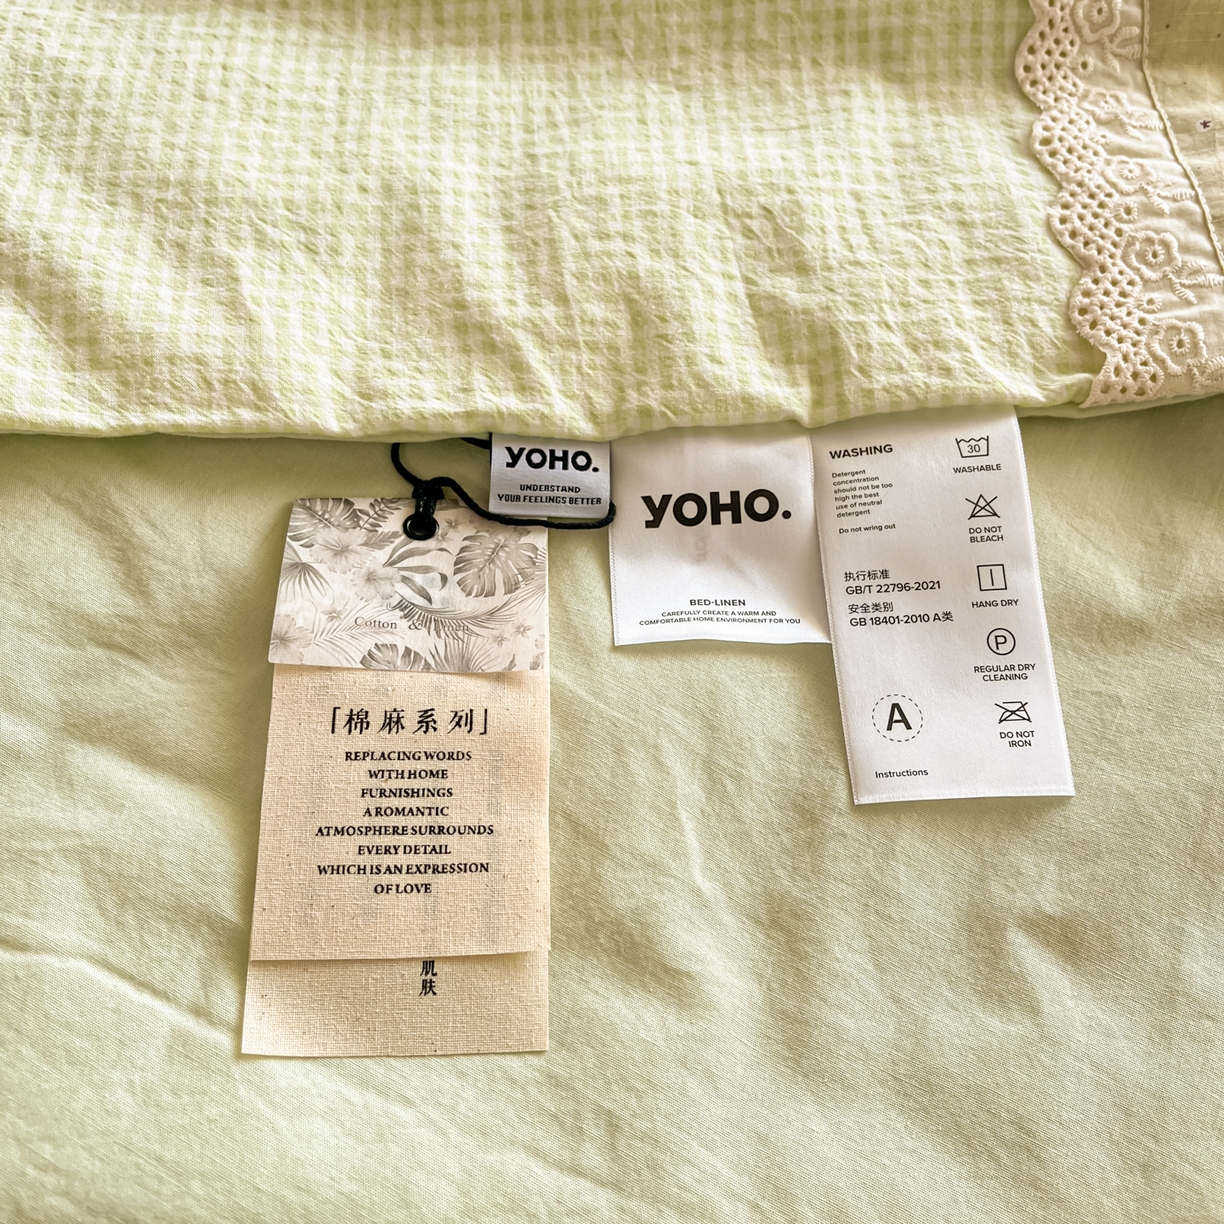 YOHO.
UNDERSTAND
YOUR FEELINGS BETTER
Cotton &
「棉麻系列」
REPLACING WORDS
WITH HOME
FURNISHINGS
A ROMANTIC
ATMOSPHERE SURROUNDS
EVERY DETAIL
WHICH IS AN EXPRESSION
OF LOVE
肌
肤
YOHO.
BED-LINEN
CAREFULLY CREATE A WARM AND
COMFORTABLE HOME ENVIRONMENT FOR YOU
WASHING
Detergent
concentration
should not be too
high the best
use of neutral
detergent
Do not wring out
执行标准
GB/T 22796-2021
安全类别
GB 18401-2010 A类
A
Instructions
30
WASHABLE
DO NOT
BLEACH
HANG DRY
P
REGULAR DRY
CLEANING
DO NOT
IRON